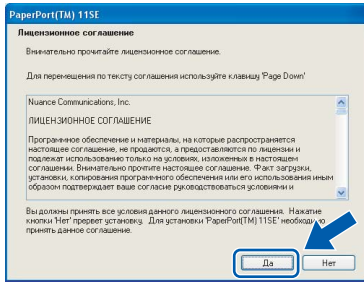 PaperPort(TM) 11SE
Лицензионное соглашение
Внимательно прочитайте лицензионное соглашение.
Для перемещения по тексту соглашения используйте клавишу 'Page Down'
Nuance Communications, Inc.
ЛИЦЕНЗИОННОЕ СОГЛАШЕНИЕ
Программное обеспечение и материалы, на которые распространяется
настоящее соглашение, не продаются, а предоставляются по лицензии и
подлежат использованию только на условиях, изложенных в настоящем
соглашении. Внимательно прочтите настоящее соглашение. Факт загрузки,
установки, копирования программного обеспечения или его использования иным
образом подтверждает ваше согласие руководствоваться условиями и
Вы должны принять все условия данного лицензионного соглашения. Нажатие
кнопки 'Нет' прервет установку. Для установки 'PaperPort(TM) 11SE' необходимо
принять данное соглашение.
Да
Нет